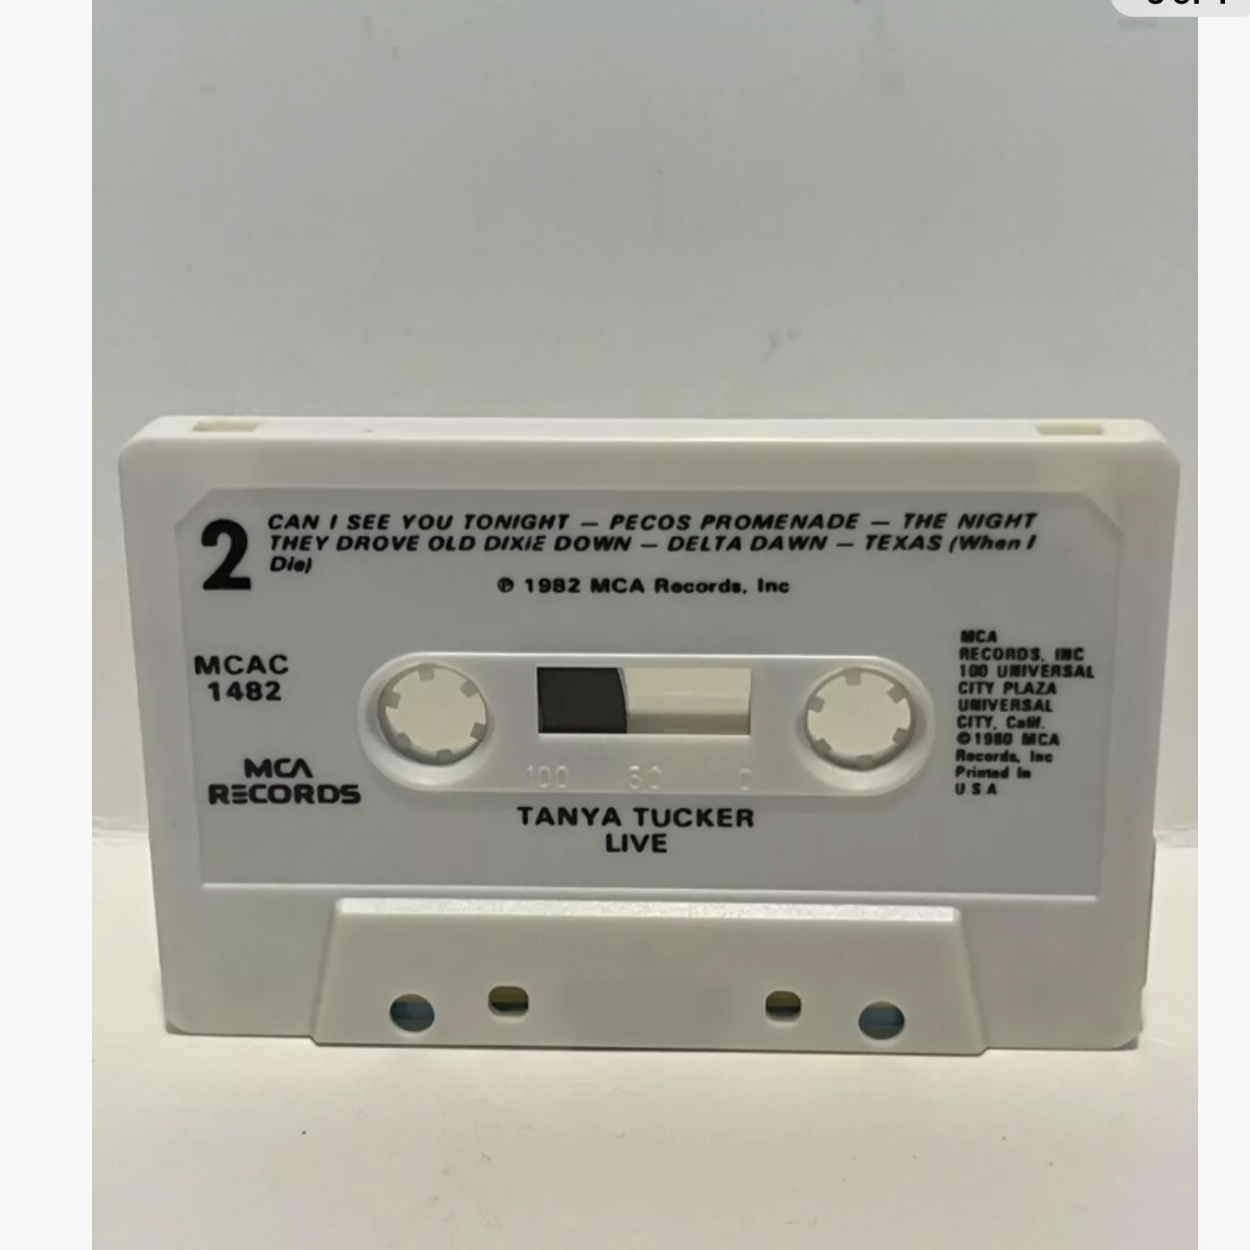 2
CAN I SEE YOU TONIGHT — PECOS PROMENADE — THE NIGHT
THEY DROVE OLD DIXIE DOWN — DELTA DAWN — TEXAS (When I
Die)
℗ 1982 MCA Records, Inc
MCAC
1482
MCA
RECORDS
MCA
RECORDS, INC
100 UNIVERSAL
CITY PLAZA
UNIVERSAL
CITY, Calif.
©1980 MCA
Records, Inc
Printed In
U S A
100 50 0
TANYA TUCKER
LIVE